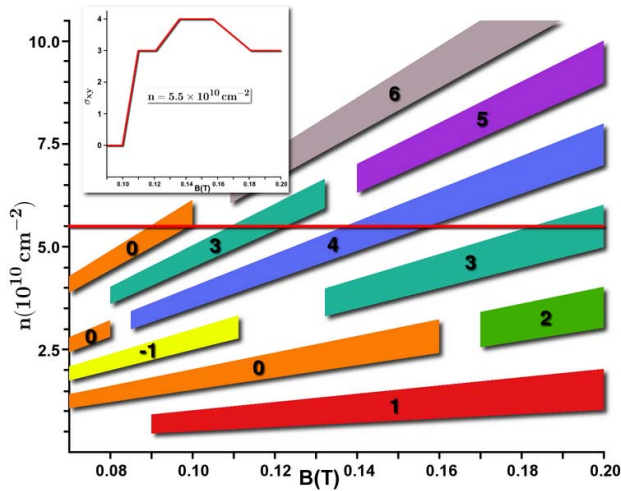 10.0
7.5
5.0
2.5
n(10¹⁰ cm⁻²)
4
3
2
1
0
σxy
n = 5.5 × 10¹⁰ cm⁻²
0.10 0.12 0.14 0.16 0.18 0.20
B(T)
6
5
0 3 4 3
0 -1 2
0
1
0.08 0.10 0.12 0.14 0.16 0.18 0.20
B(T)